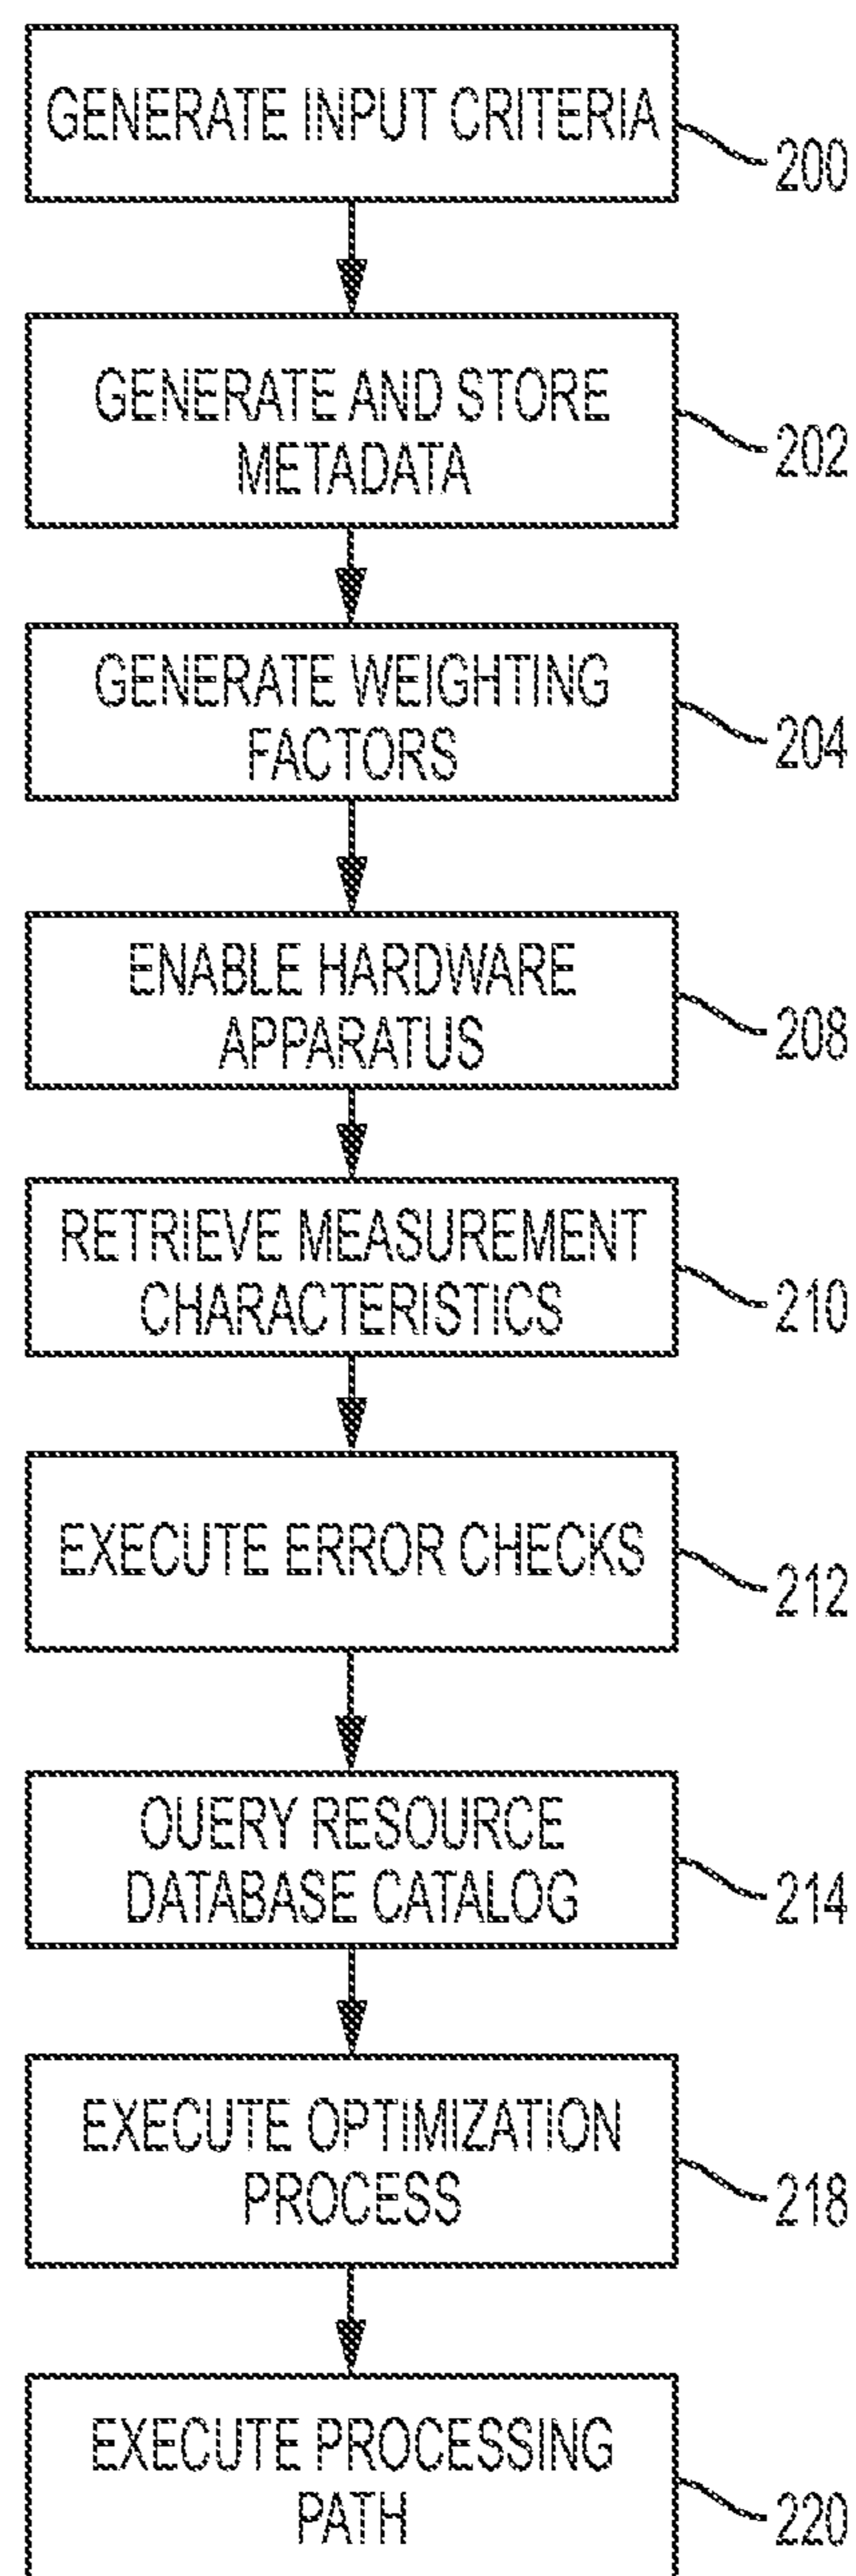 GENERATE INPUT CRITERIA
200
GENERATE AND STORE
METADATA
202
GENERATE WEIGHTING
FACTORS
204
ENABLE HARDWARE
APPARATUS
208
RETRIEVE MEASUREMENT
CHARACTERISTICS
210
EXECUTE ERROR CHECKS
212
OUERY RESOURCE
DATABASE CATALOG
214
EXECUTE OPTIMIZATION
PROCESS
218
EXECUTE PROCESSING
PATH
220